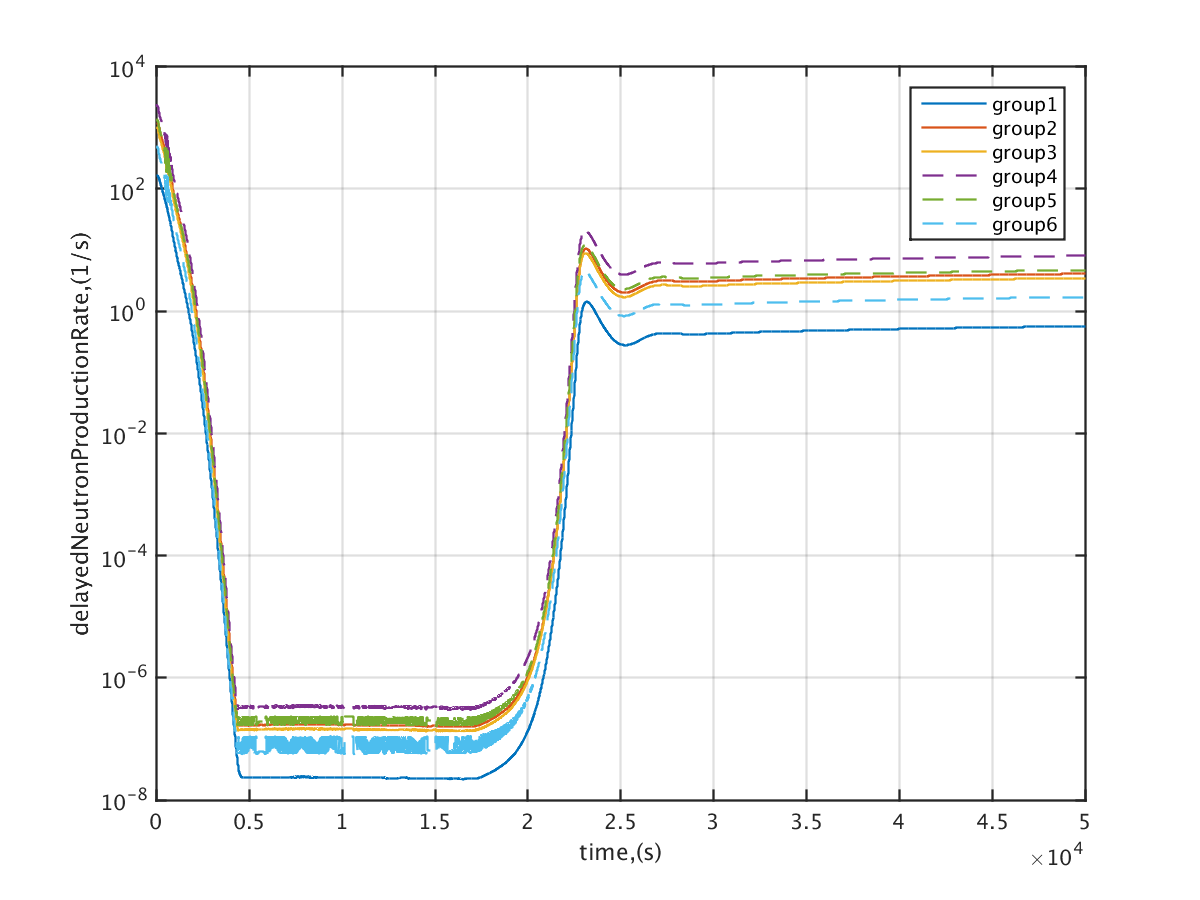 10^4
10^2
10^0
10^-2
10^-4
10^-6
10^-8
delayedNeutronProductionRate,(1/s)
group1
group2
group3
group4
group5
group6
0 0.5 1 1.5 2 2.5 3 3.5 4 4.5 5
time,(s)
×10^4